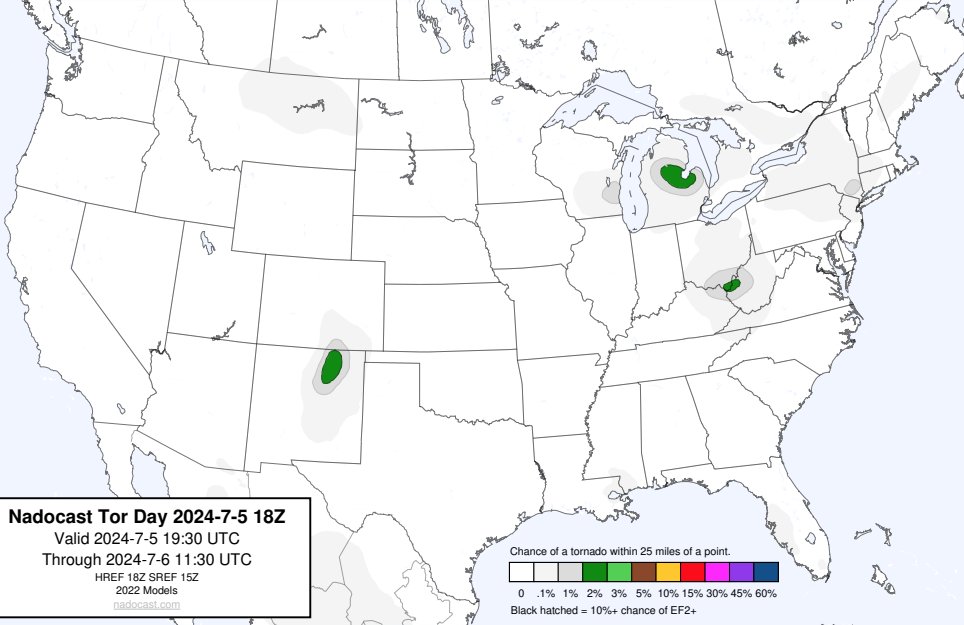 Nadocast Tor Day 2024-7-5 18Z
Valid 2024-7-5 19:30 UTC
Through 2024-7-6 11:30 UTC
HREF 18Z SREF 15Z
2022 Models
nadocast.com
Chance of a tornado within 25 miles of a point.
0 .1% 1% 2% 3% 5% 10% 15% 30% 45% 60%
Black hatched = 10%+ chance of EF2+